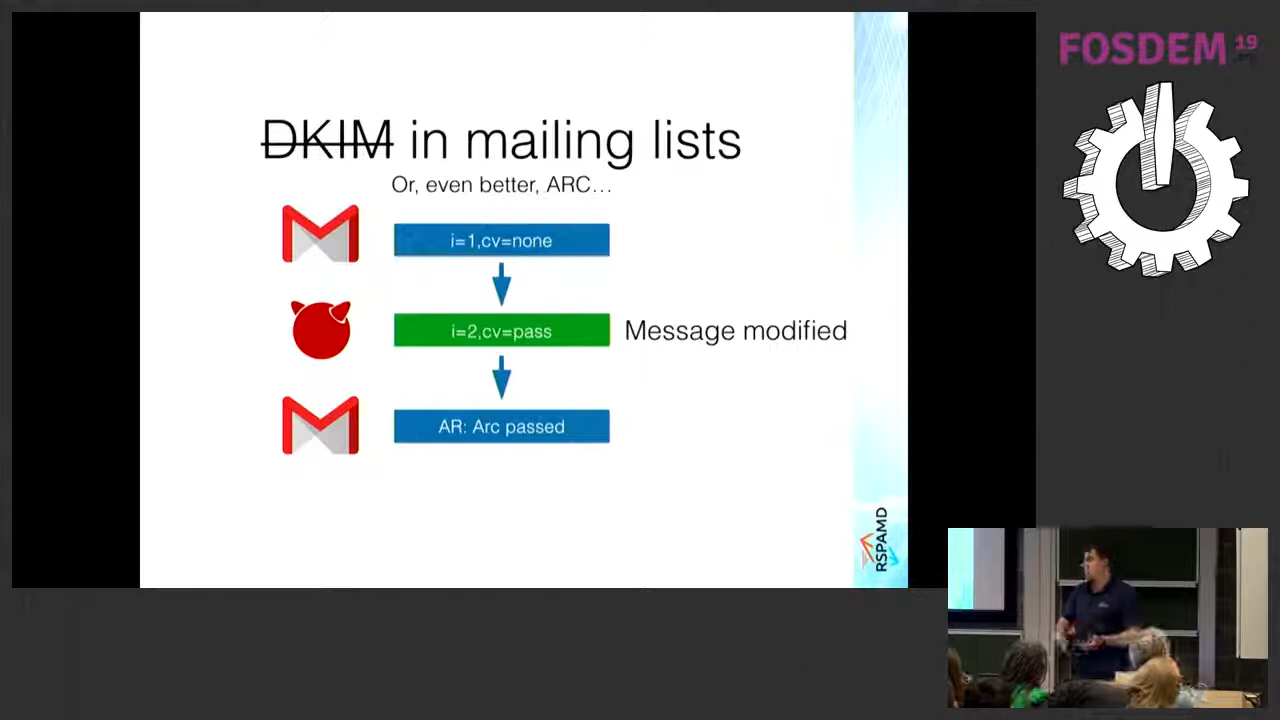 DKIM in mailing lists
Or, even better, ARC...
i=1,cv=none
i=2,cv=pass
Message modified
AR: Arc passed
RSPAMD
FOSDEM 19
.org